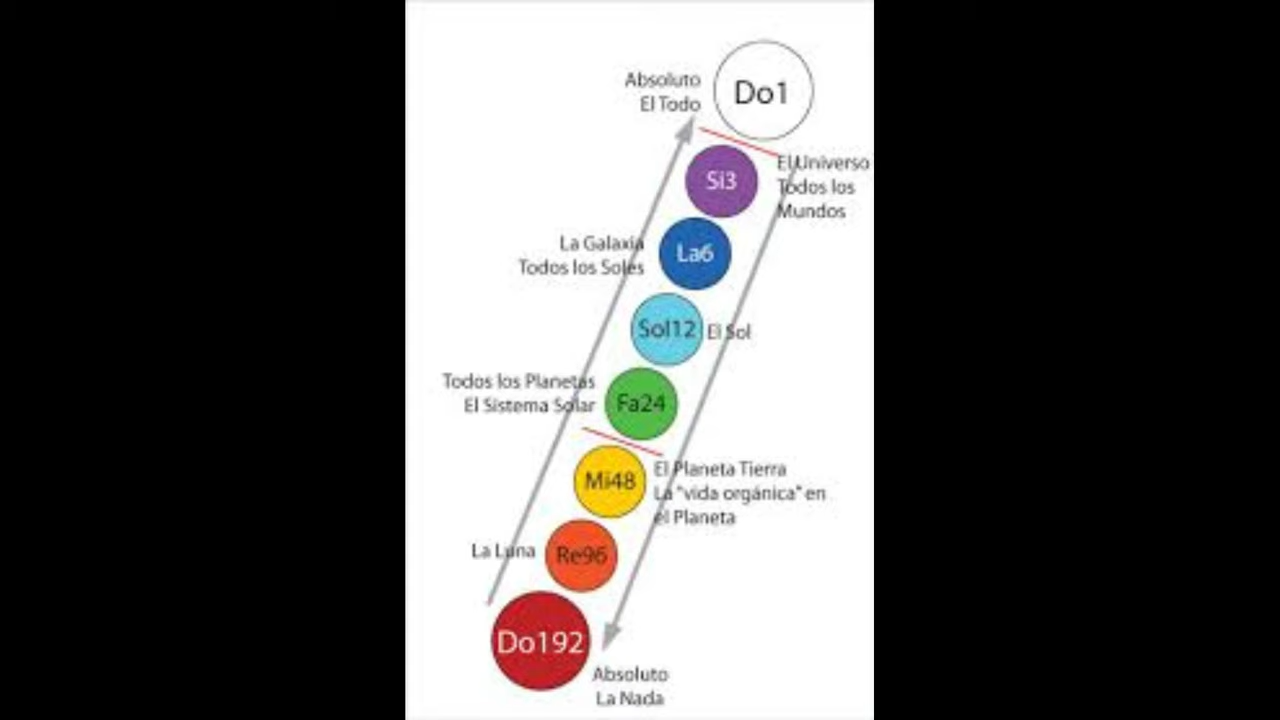 Absoluto
El Todo
Do1
Si3
El Universo
Todos los
Mundos
La Galaxia
Todos los Soles
La6
Sol12
El Sol
Todos los Planetas
El Sistema Solar
Fa24
Mi48
El Planeta Tierra
La "vida orgánica" en
el Planeta
La Luna
Re96
Do192
Absoluto
La Nada